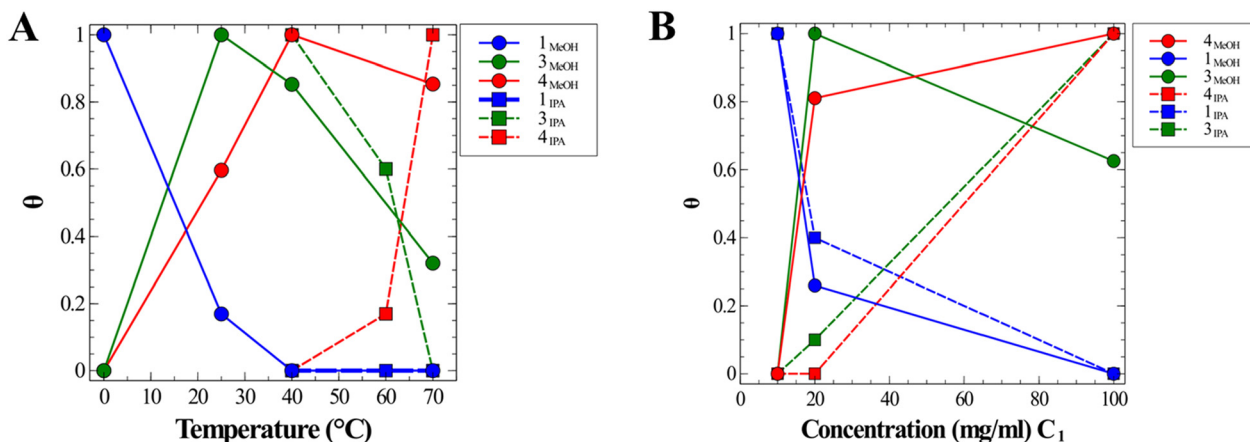 A
1 MeOH
3 MeOH
4 MeOH
1 IPA
3 IPA
4 IPA
θ
1
0.8
0.6
0.4
0.2
0
0 10 20 30 40 50 60 70
Temperature (°C)
B
4 MeOH
1 MeOH
3 MeOH
4 IPA
1 IPA
3 IPA
θ
1
0.8
0.6
0.4
0.2
0
0 20 40 60 80 100
Concentration (mg/ml) C1